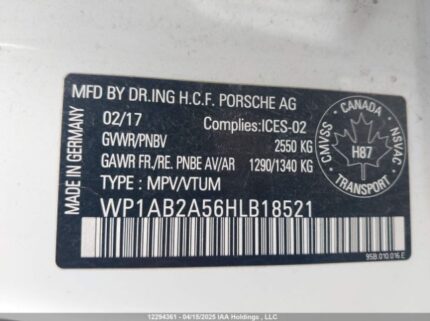 MFD BY DR.ING H.C.F. PORSCHE AG
02/17 Complies:ICES-02
GVWR/PNBV 2550 KG
GAWR FR./RE. PNBE AV/AR 1290/1340 KG
TYPE : MPV/VTUM
WP1AB2A56HLB18521
MADE IN GERMANY
CANADA
CMVSS
NSVAC
H87
TRANSPORT
95B.010.016.E
12294361 - 04/15/2025 IAA Holdings, LLC